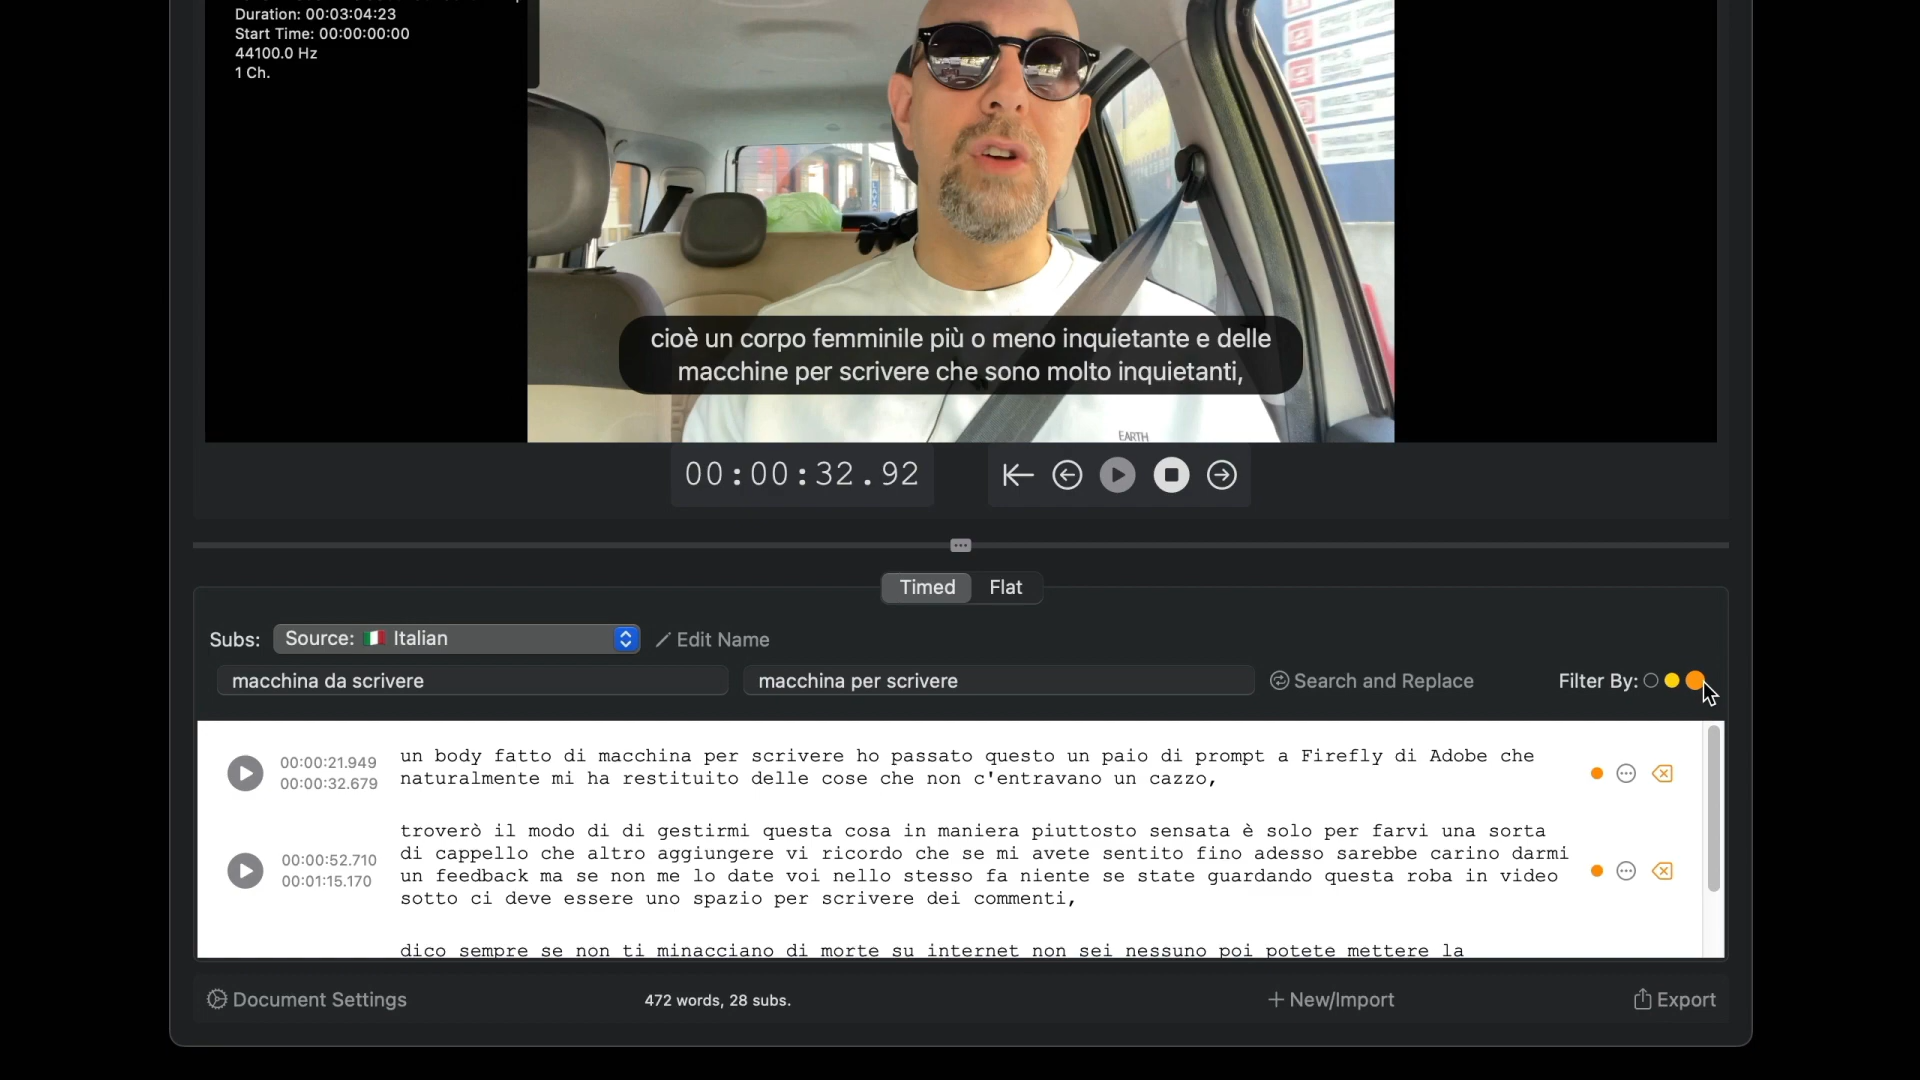 Duration: 00:03:04:23
Start Time: 00:00:00:00
44100.0 Hz
1 Ch.
cioè un corpo femminile più o meno inquietante e delle
macchine per scrivere che sono molto inquietanti,
EARTH
00:00:32.92
Timed Flat
Subs: Source: Italian Edit Name
macchina da scrivere macchina per scrivere Search and Replace Filter By:
00:00:21.949
00:00:32.679
un body fatto di macchina per scrivere ho passato questo un paio di prompt a Firefly di Adobe che
naturalmente mi ha restituito delle cose che non c'entravano un cazzo,
00:00:52.710
00:01:15.170
troverò il modo di di gestirmi questa cosa in maniera piuttosto sensata è solo per farvi una sorta
di cappello che altro aggiungere vi ricordo che se mi avete sentito fino adesso sarebbe carino darmi
un feedback ma se non me lo date voi nello stesso fa niente se state guardando questa roba in video
sotto ci deve essere uno spazio per scrivere dei commenti,
dico sempre se non ti minacciano di morte su internet non sei nessuno poi potete mettere la
Document Settings 472 words, 28 subs. New/Import Export